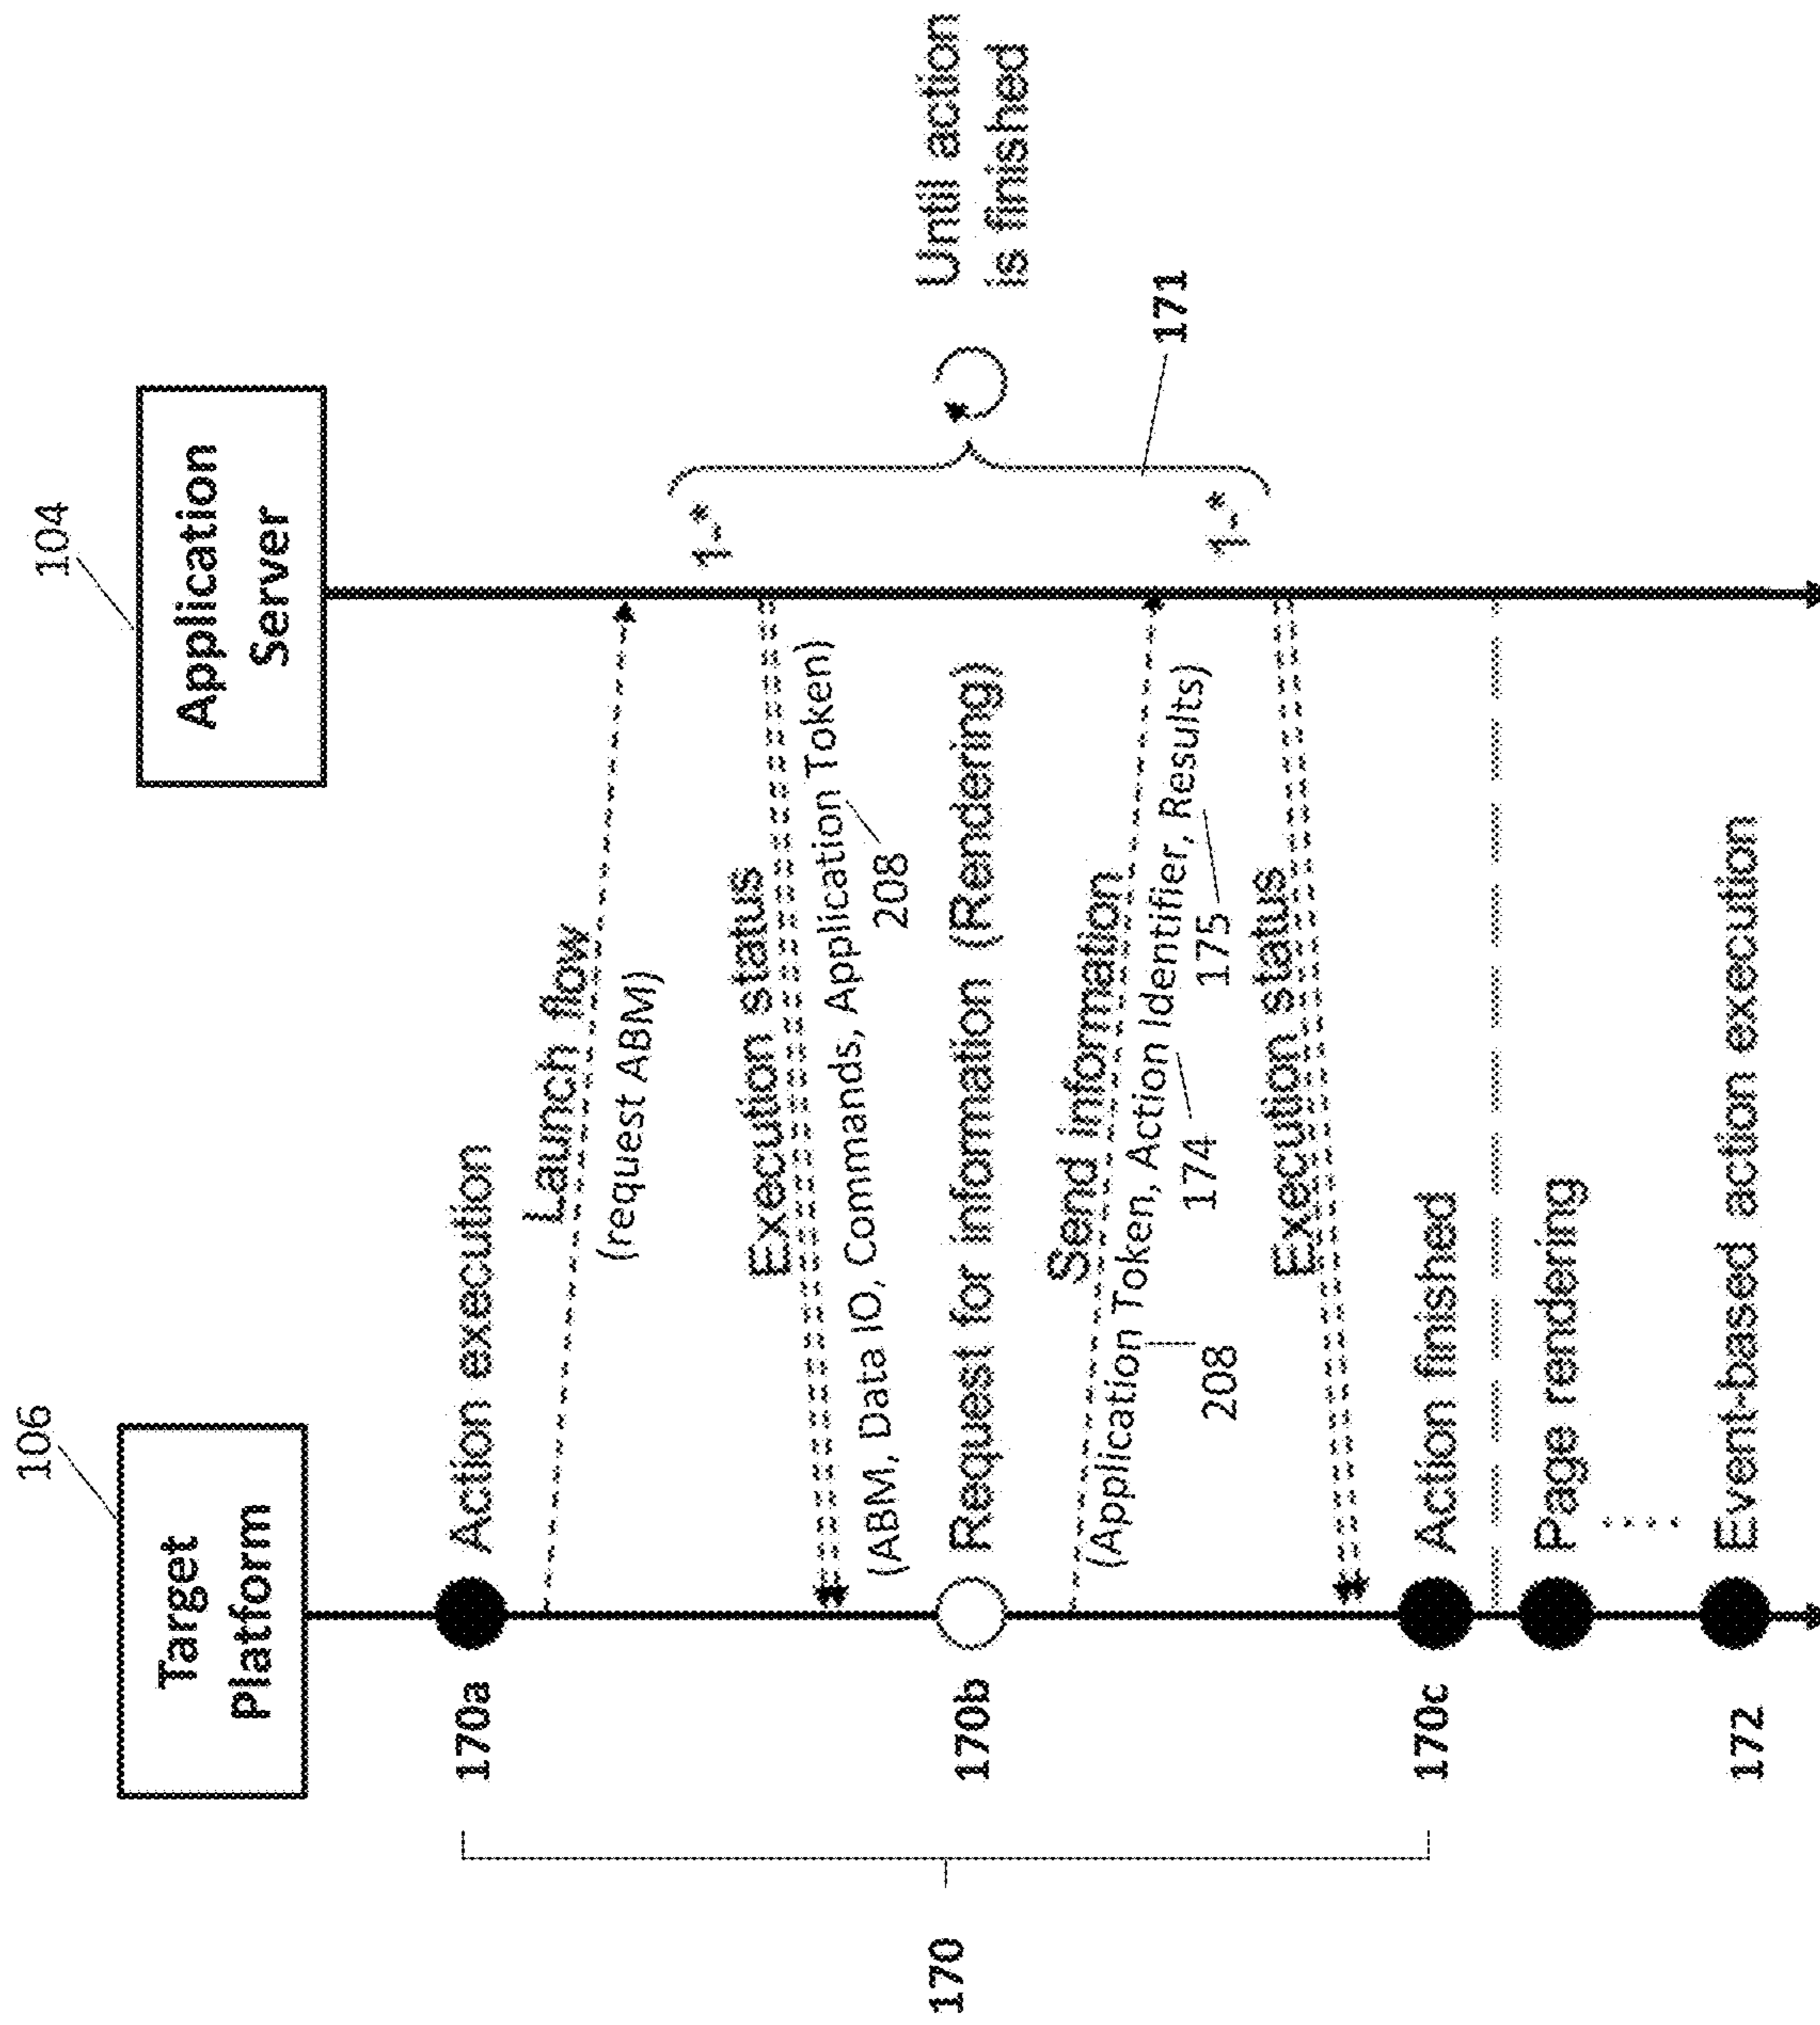 106
104
Target
Platform
Application
Server
170a
Action execution
Launch flow
(request ABM)
1-*
Execution status
(ABM, Data IO, Commands, Application Token)
208
170
170b
Request for information (Rendering)
Until action
is finished
Send information
(Application Token, Action Identifier, Results)
208
174
175
171
1-*
Execution status
170c
Action finished
Page rendering
172
Event-based action execution